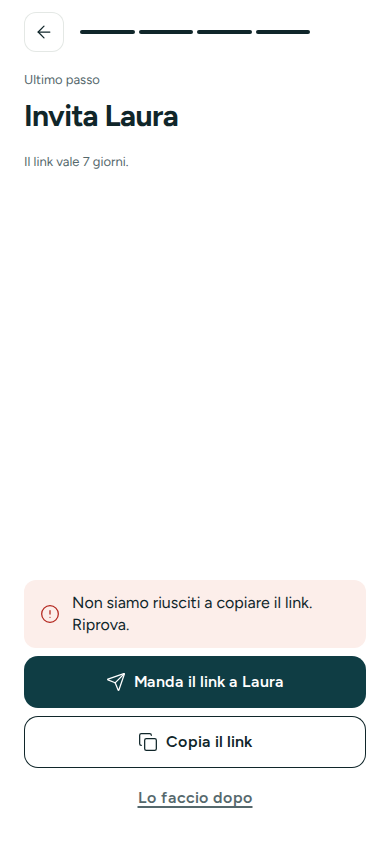 Ultimo passo
Invita Laura
Il link vale 7 giorni.
Non siamo riusciti a copiare il link.
Riprova.
Manda il link a Laura
Copia il link
Lo faccio dopo